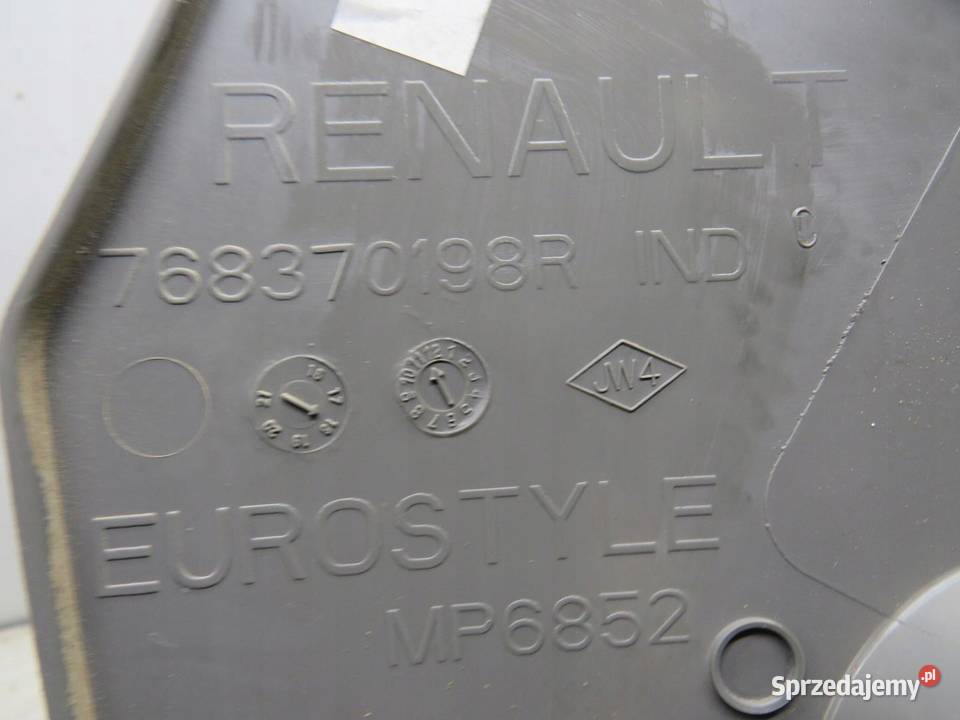 RENAULT
768370198R IND
JW4
EUROSTYLE
MP6852
Sprzedajemy.pl